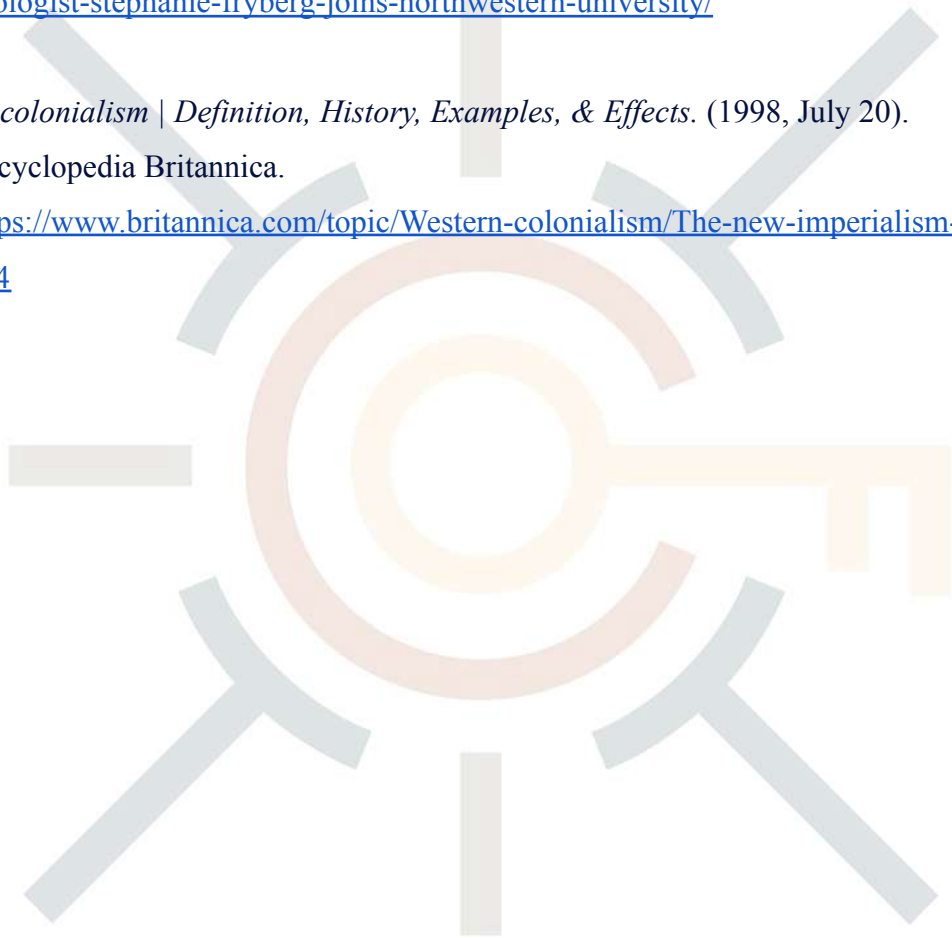 ologist-stephanie-fryberg-joins-northwestern-university/
colonialism | Definition, History, Examples, & Effects. (1998, July 20).
cyclopedia Britannica.
ps://www.britannica.com/topic/Western-colonialism/The-new-imperialism-
4